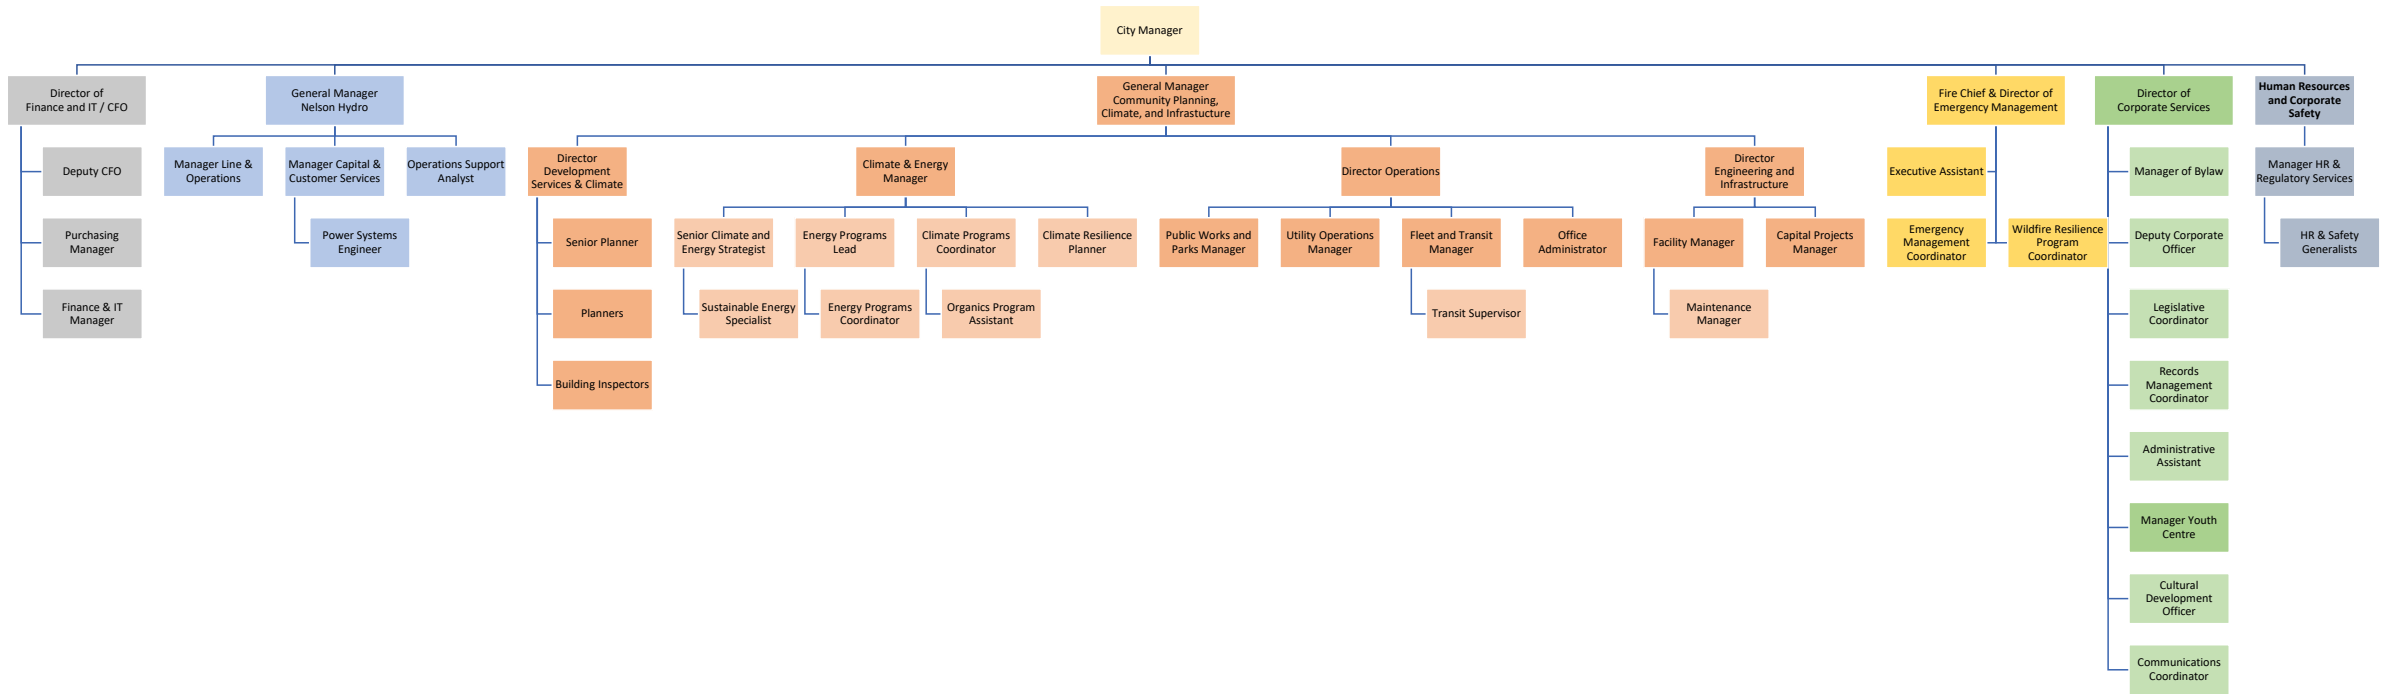 City Manager
Director of
Finance and IT / CFO
General Manager
Nelson Hydro
General Manager
Community Planning,
Climate, and Infrastucture
Fire Chief & Director of
Emergency Management
Director of
Corporate Services
Human Resources
and Corporate
Safety
Deputy CFO
Manager Line &
Operations
Manager Capital &
Customer Services
Operations Support
Analyst
Director
Development
Services & Climate
Climate & Energy
Manager
Director Operations
Director
Engineering and
Infrastructure
Executive Assistant
Manager of Bylaw
Manager HR &
Regulatory Services
Purchasing
Manager
Power Systems
Engineer
Senior Planner
Senior Climate and
Energy Strategist
Energy Programs
Lead
Climate Programs
Coordinator
Climate Resilience
Planner
Public Works and
Parks Manager
Utility Operations
Manager
Fleet and Transit
Manager
Office
Administrator
Facility Manager
Capital Projects
Manager
Emergency
Management
Coordinator
Wildfire Resilience
Program
Coordinator
Deputy Corporate
Officer
HR & Safety
Generalists
Finance & IT
Manager
Planners
Sustainable Energy
Specialist
Energy Programs
Coordinator
Organics Program
Assistant
Transit Supervisor
Maintenance
Manager
Legislative
Coordinator
Building Inspectors
Records
Management
Coordinator
Administrative
Assistant
Manager Youth
Centre
Cultural
Development
Officer
Communications
Coordinator